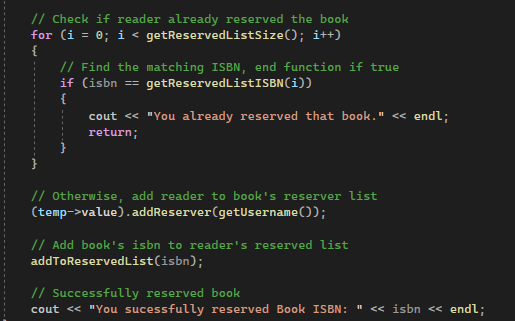 // Check if reader already reserved the book
for (i = 0; i < getReservedListSize(); i++)
{
// Find the matching ISBN, end function if true
if (isbn == getReservedListISBN(i))
{
cout << "You already reserved that book." << endl;
return;
}
}
// Otherwise, add reader to book's reserver list
(temp->value).addReserver(getUsername());
// Add book's isbn to reader's reserved list
addToReservedList(isbn);
// Successfully reserved book
cout << "You sucessfully reserved Book ISBN: " << isbn << endl;